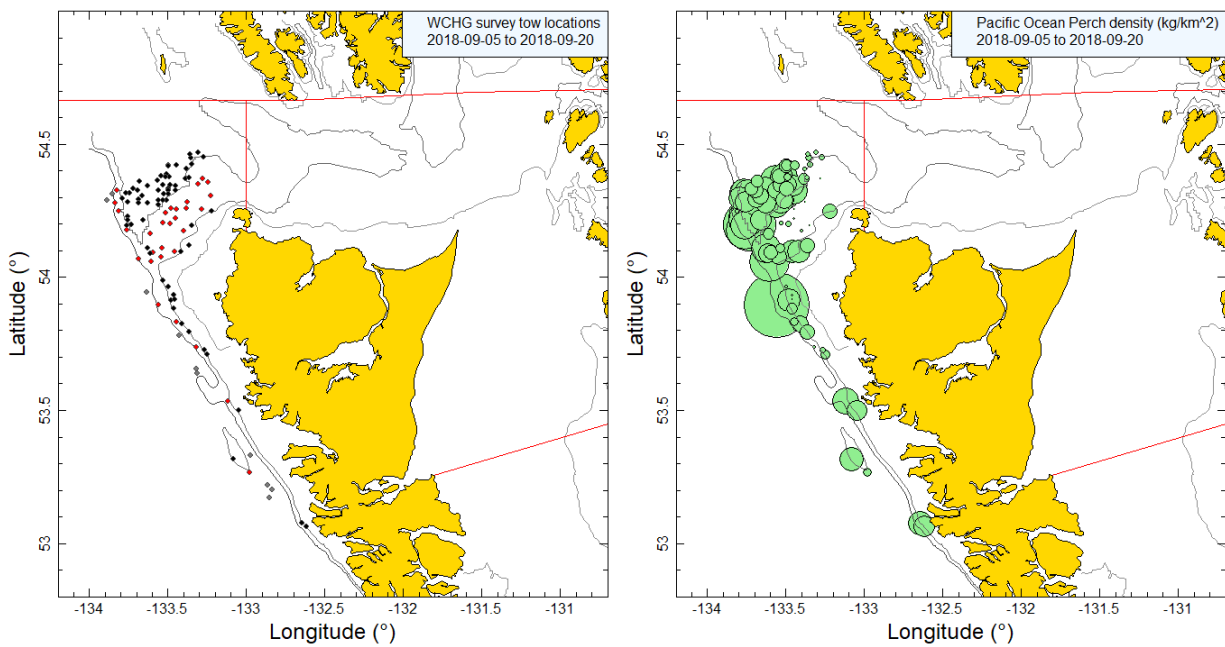 WCHG survey tow locations
2018-09-05 to 2018-09-20
54.5
54
53.5
53
Latitude (°)
-134
-133.5
-133
-132.5
-132
-131.5
-131
Longitude (°)
Pacific Ocean Perch density (kg/km^2)
2018-09-05 to 2018-09-20
54.5
54
53.5
53
Latitude (°)
-134
-133.5
-133
-132.5
-132
-131.5
-131
Longitude (°)